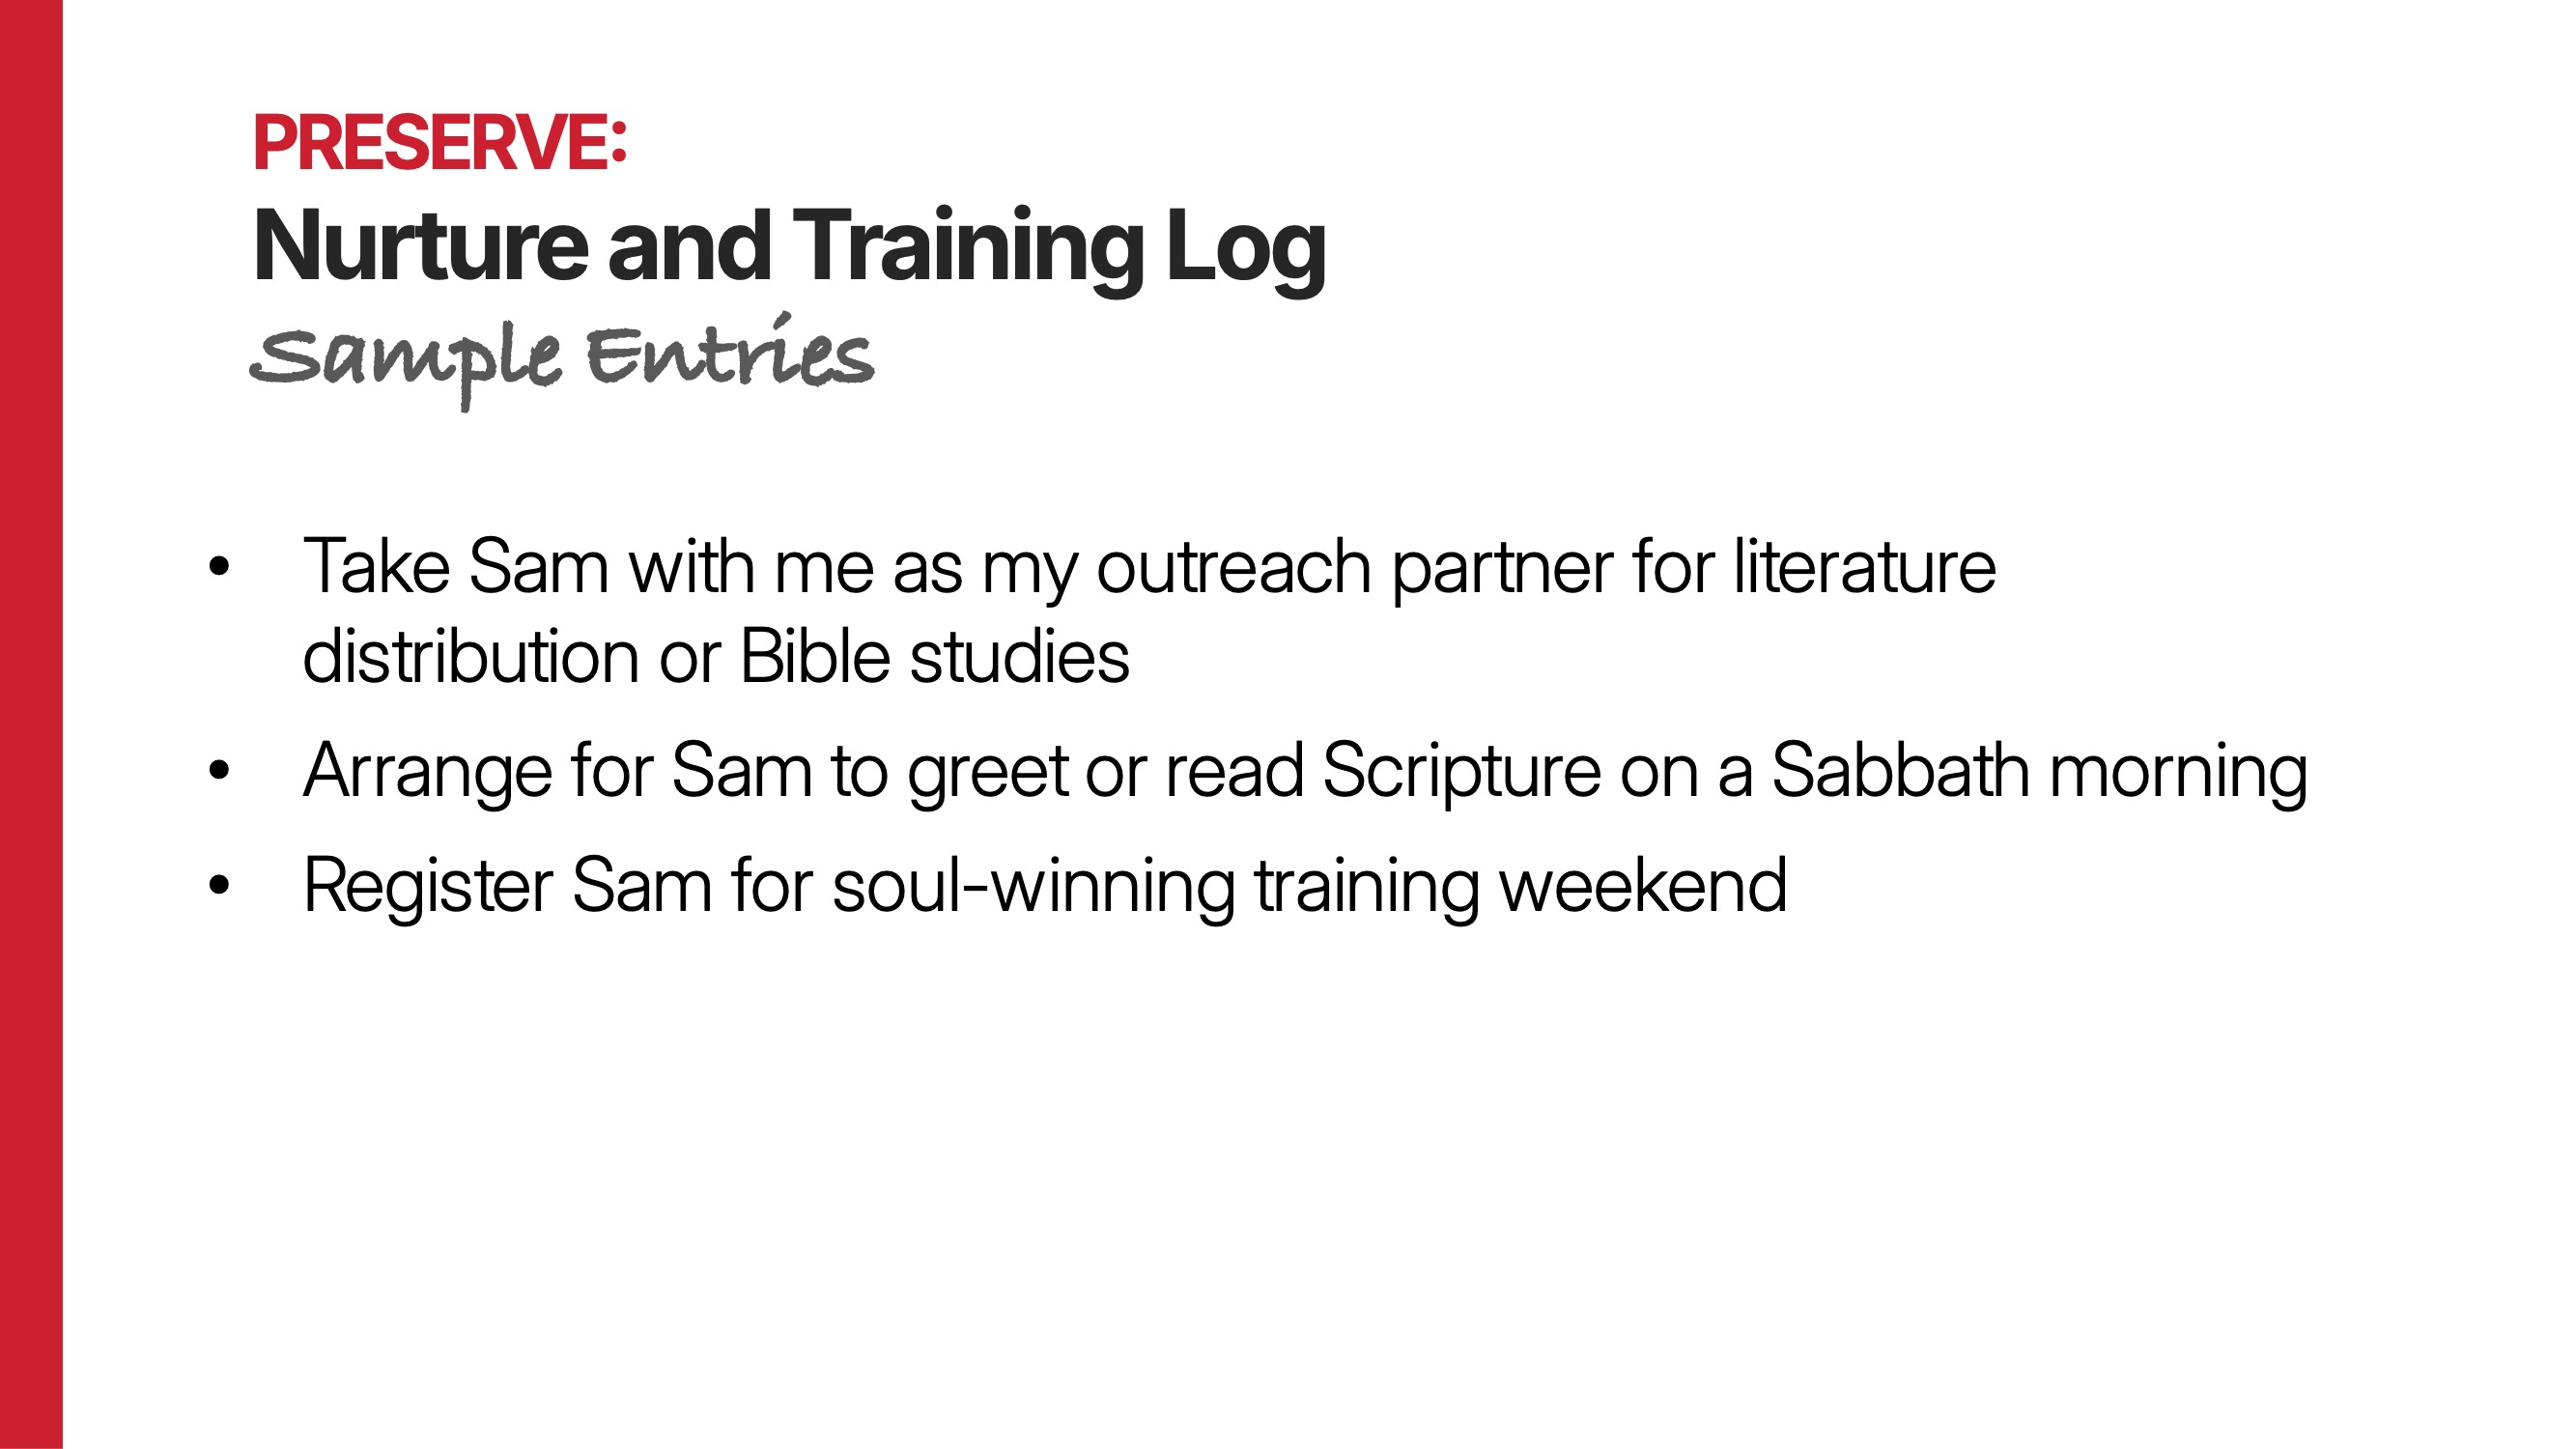 PRESERVE:
Nurture and Training Log
Sample Entries
• Take Sam with me as my outreach partner for literature
distribution or Bible studies
• Arrange for Sam to greet or read Scripture on a Sabbath morning
• Register Sam for soul-winning training weekend